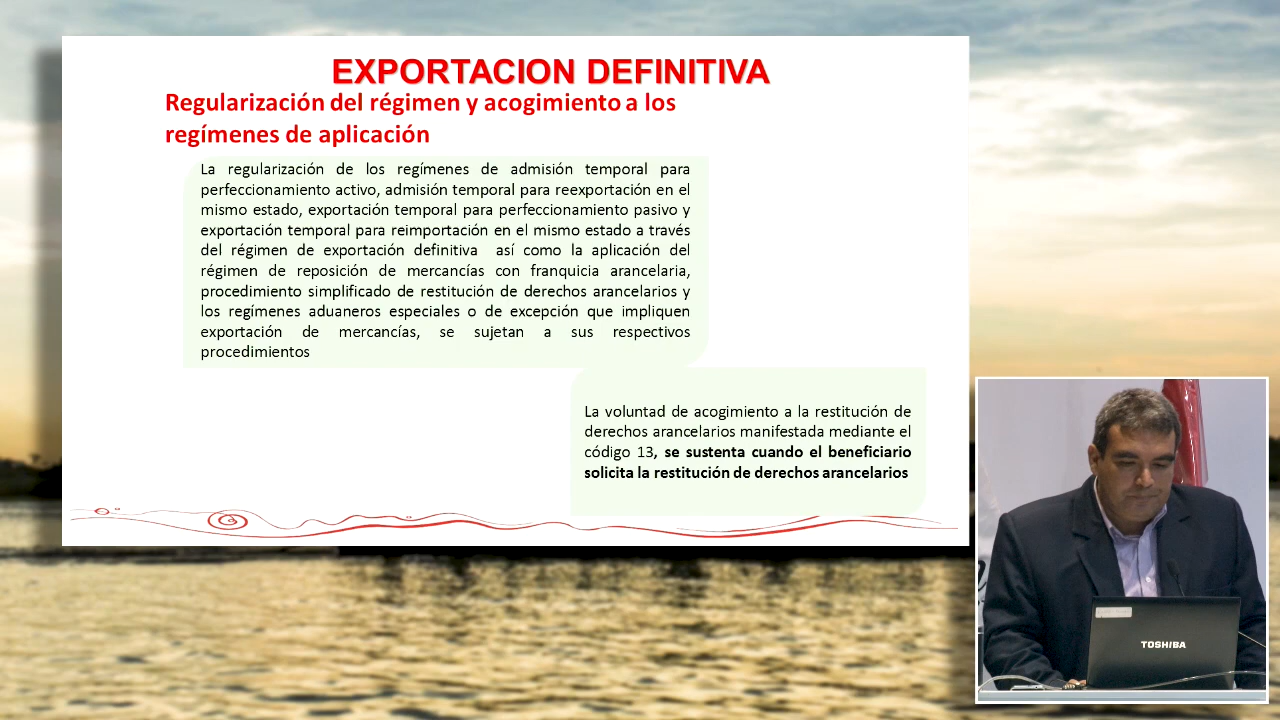 EXPORTACION DEFINITIVA
Regularización del régimen y acogimiento a los
regímenes de aplicación
La regularización de los regímenes de admisión temporal para
perfeccionamiento activo, admisión temporal para reexportación en el
mismo estado, exportación temporal para perfeccionamiento pasivo y
exportación temporal para reimportación en el mismo estado a través
del régimen de exportación definitiva así como la aplicación del
régimen de reposición de mercancías con franquicia arancelaria,
procedimiento simplificado de restitución de derechos arancelarios y
los regímenes aduaneros especiales o de excepción que impliquen
exportación de mercancías, se sujetan a sus respectivos
procedimientos
La voluntad de acogimiento a la restitución de
derechos arancelarios manifestada mediante el
código 13, se sustenta cuando el beneficiario
solicita la restitución de derechos arancelarios
TOSHIBA